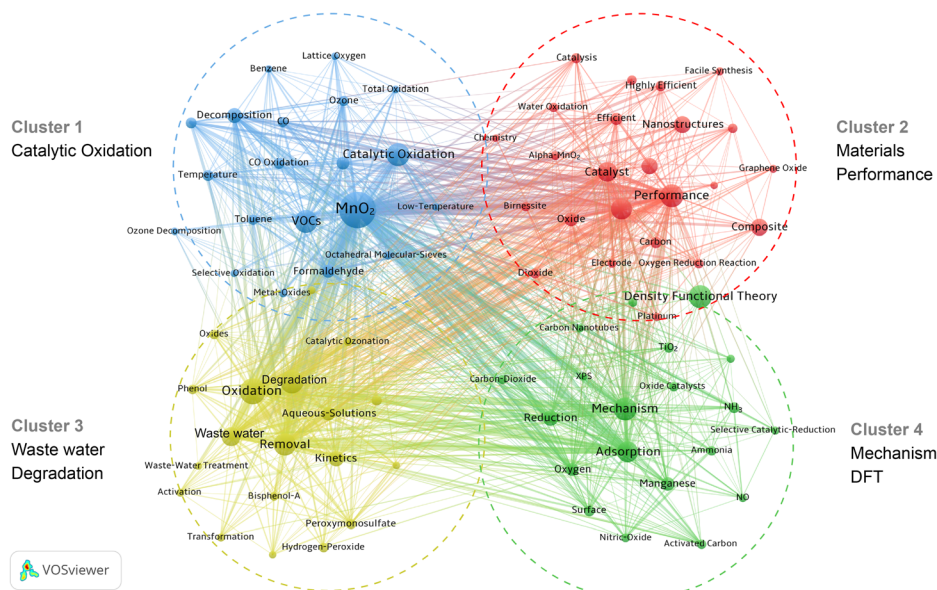 Cluster 1
Catalytic Oxidation
Lattice Oxygen
Benzene
Total Oxidation
Ozone
Decomposition
CO
Catalytic Oxidation
CO Oxidation
Temperature
MnO₂
Low-Temperature
VOCs
Toluene
Ozone Decomposition
Octahedral Molecular-Sieves
Formaldehyde
Selective Oxidation
Metal-Oxides
Cluster 2
Materials
Performance
Catalysis
Facile Synthesis
Highly Efficient
Water Oxidation
Efficient
Nanostructures
Chemistry
Alpha-MnO₂
Catalyst
Graphene Oxide
Performance
Birnessite
Oxide
Composite
Carbon
Electrode
Oxygen Reduction Reaction
Dioxide
Platinum
Cluster 3
Waste water
Degradation
Oxides
Catalytic Ozonation
Degradation
Phenol
Oxidation
Aqueous-Solutions
Waste water
Removal
Kinetics
Waste-Water Treatment
Activation
Bisphenol-A
Peroxymonosulfate
Transformation
Hydrogen-Peroxide
Cluster 4
Mechanism
DFT
Density Functional Theory
Carbon Nanotubes
TiO₂
Carbon-Dioxide
XPS
Oxide Catalysts
Mechanism
NH₃
Reduction
Selective Catalytic-Reduction
Adsorption
Ammonia
Oxygen
Manganese
NO
Surface
Nitric-Oxide
Activated Carbon
VOSviewer